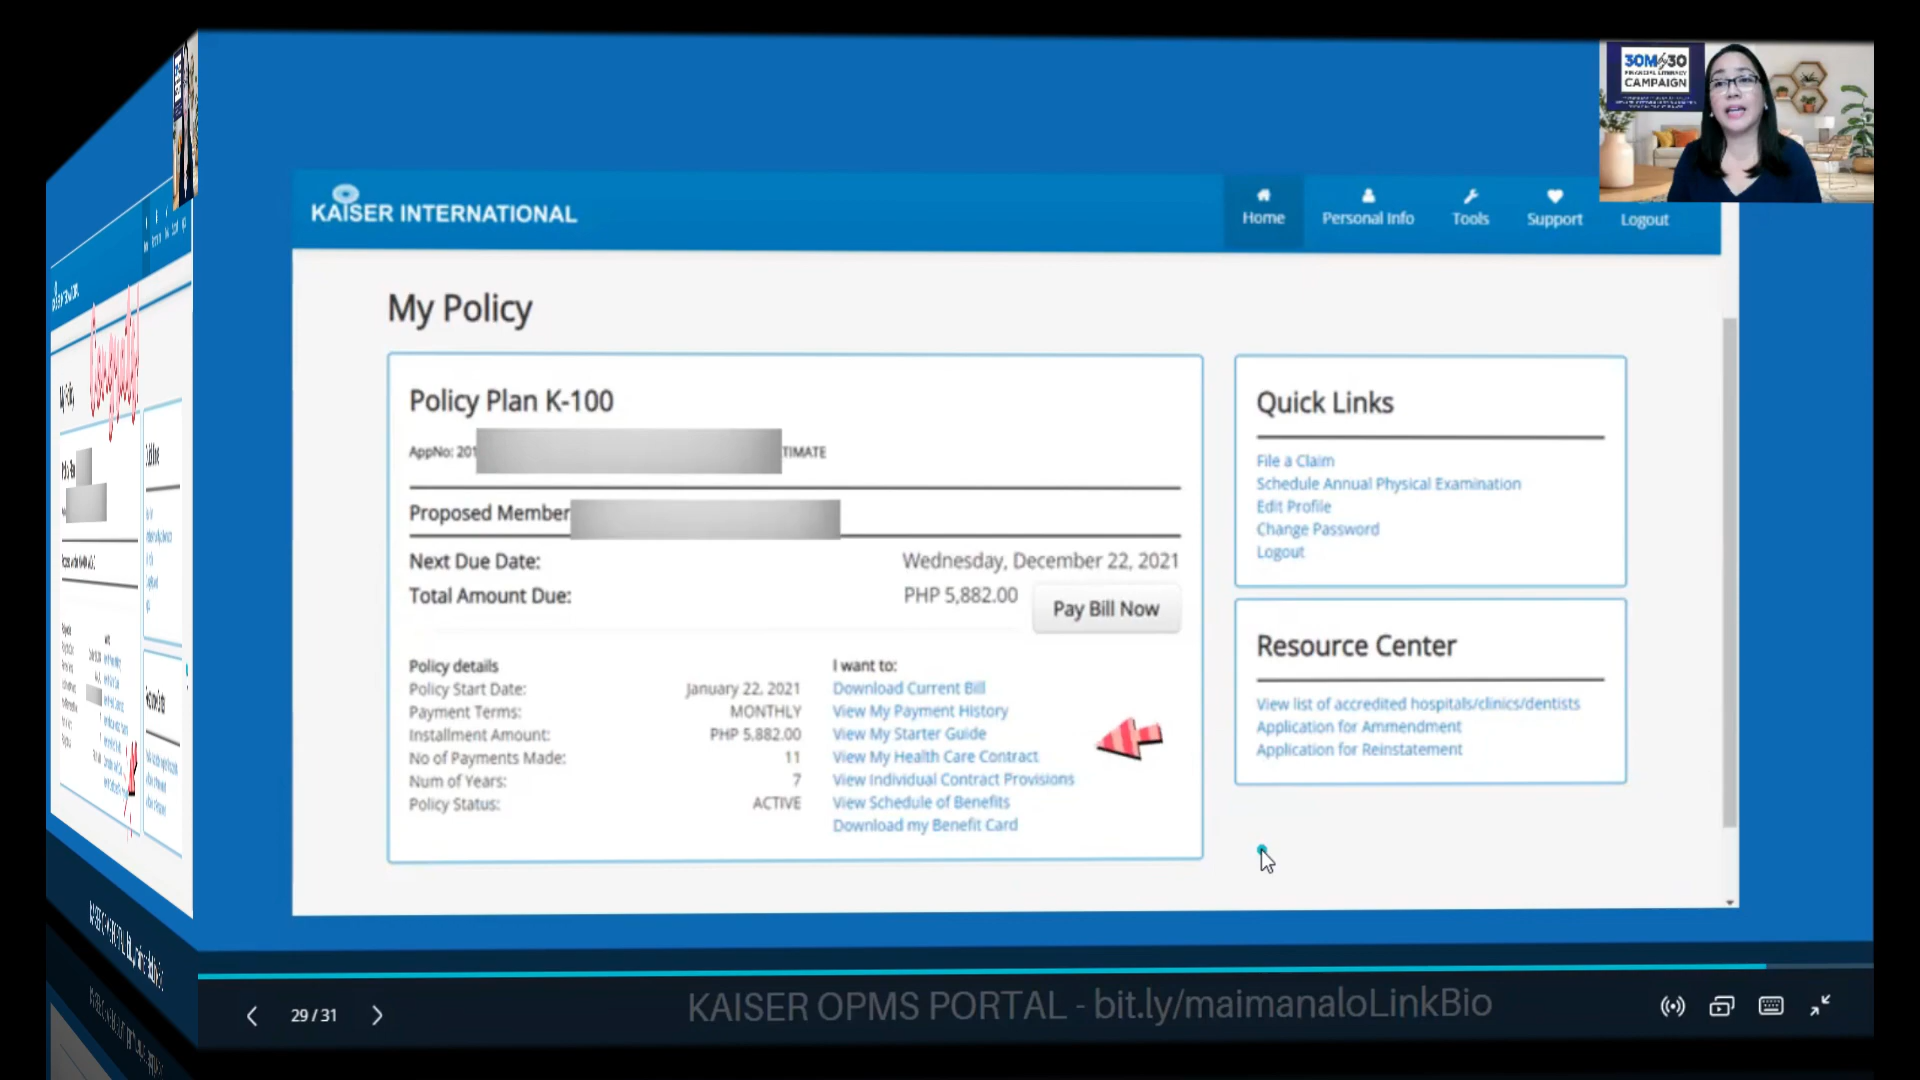 30M by 30
FINANCIAL LITERACY
CAMPAIGN
KAISER INTERNATIONAL
Home
Personal Info
Tools
Support
Logout
My Policy
Policy Plan K-100
AppNo: 201
TIMATE
Proposed Member
Next Due Date:
Wednesday, December 22, 2021
Total Amount Due:
PHP 5,882.00
Pay Bill Now
Policy details
Policy Start Date: January 22, 2021
Payment Terms: MONTHLY
Installment Amount: PHP 5,882.00
No of Payments Made: 11
Num of Years: 7
Policy Status: ACTIVE
I want to:
Download Current Bill
View My Payment History
View My Starter Guide
View My Health Care Contract
View Individual Contract Provisions
View Schedule of Benefits
Download my Benefit Card
Quick Links
File a Claim
Schedule Annual Physical Examination
Edit Profile
Change Password
Logout
Resource Center
View list of accredited hospitals/clinics/dentists
Application for Ammendment
Application for Reinstatement
29 / 31
KAISER OPMS PORTAL - bit.ly/maimanaloLinkBio